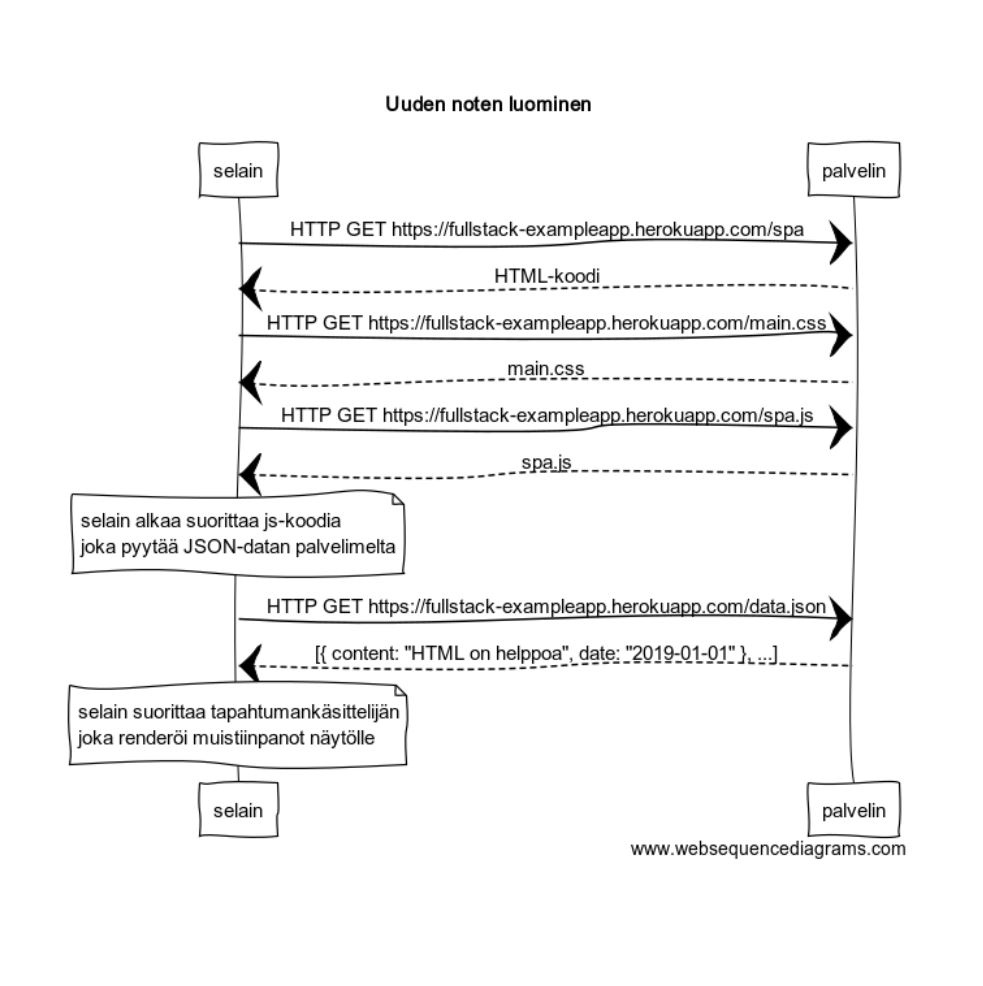 Uuden noten luominen
selain
palvelin
HTTP GET https://fullstack-exampleapp.herokuapp.com/spa
HTML-koodi
HTTP GET https://fullstack-exampleapp.herokuapp.com/main.css
main.css
HTTP GET https://fullstack-exampleapp.herokuapp.com/spa.js
spa.js
selain alkaa suorittaa js-koodia
joka pyytää JSON-datan palvelimelta
HTTP GET https://fullstack-exampleapp.herokuapp.com/data.json
[{ content: "HTML on helppoa", date: "2019-01-01" }, ...]
selain suorittaa tapahtumankäsittelijän
joka renderöi muistiinpanot näytölle
selain
palvelin
www.websequencediagrams.com